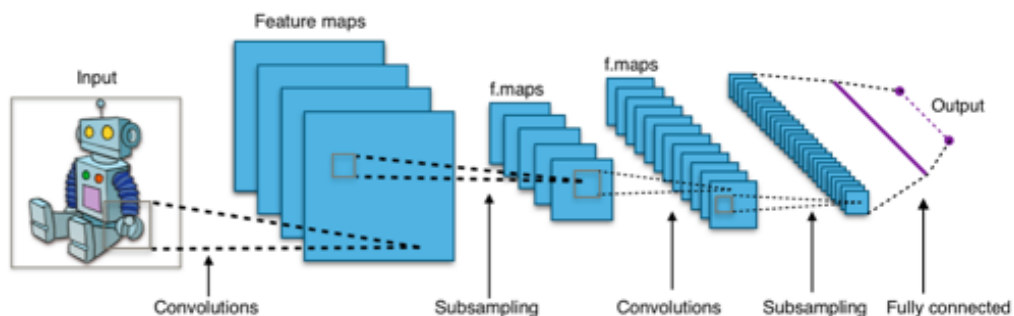 Feature maps
f.maps
Input
f.maps
Output
Convolutions
Subsampling
Convolutions
Subsampling
Fully connected